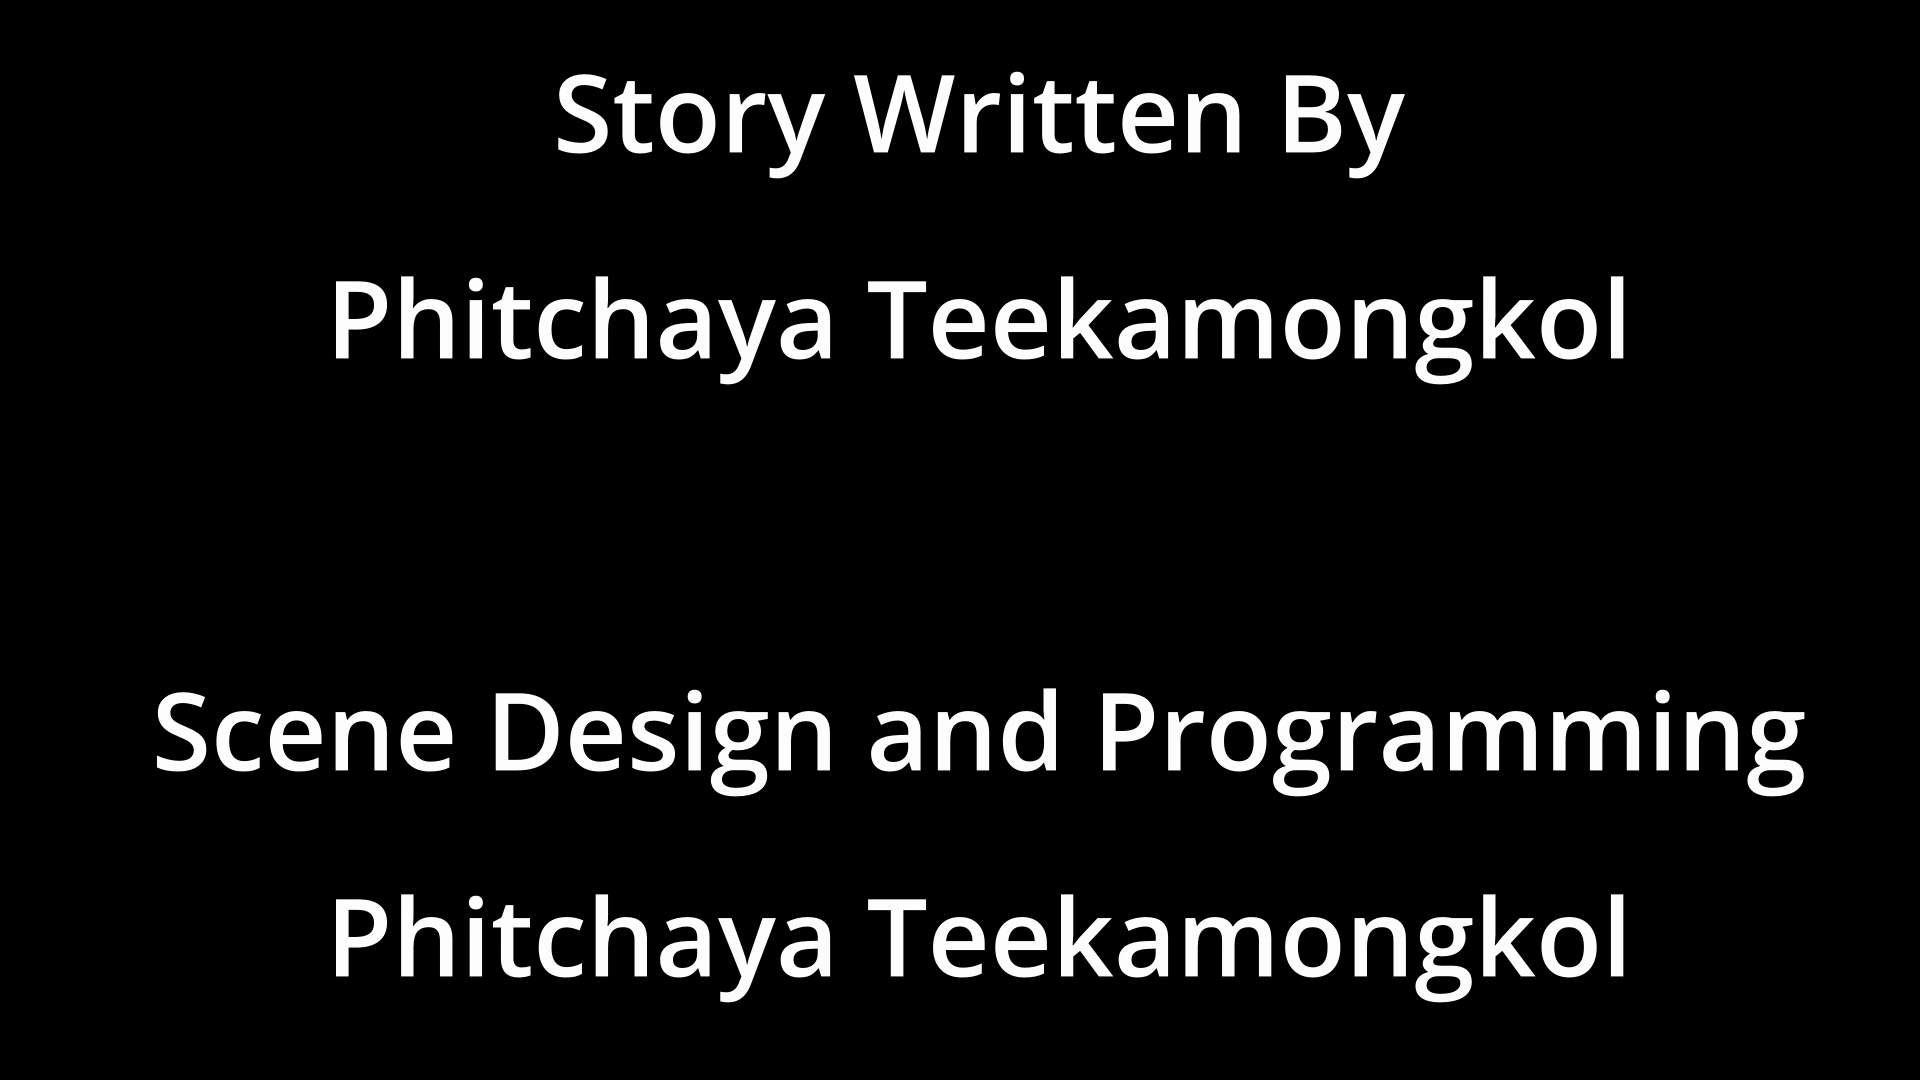 Story Written By
Phitchaya Teekamongkol
Scene Design and Programming
Phitchaya Teekamongkol